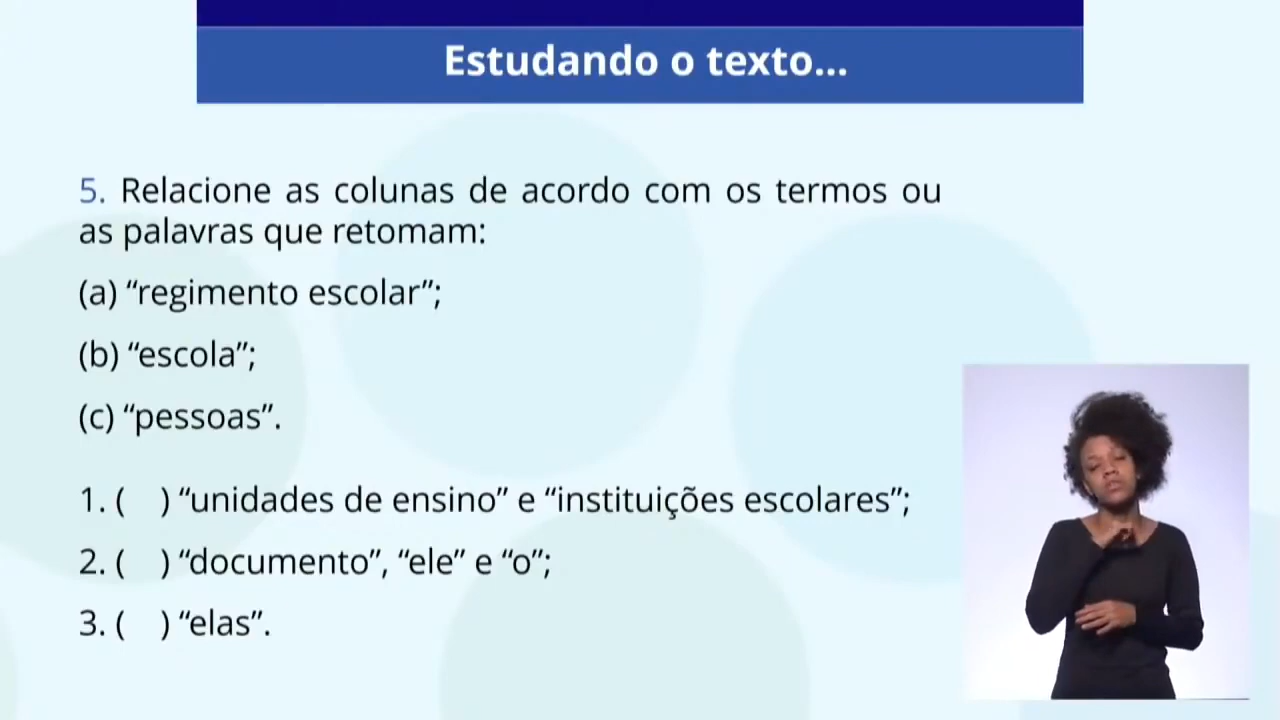 Estudando o texto...
5. Relacione as colunas de acordo com os termos ou
as palavras que retomam:
(a) “regimento escolar”;
(b) “escola”;
(c) “pessoas”.
1. (    ) “unidades de ensino” e “instituições escolares”;
2. (    ) “documento”, “ele” e “o”;
3. (    ) “elas”.